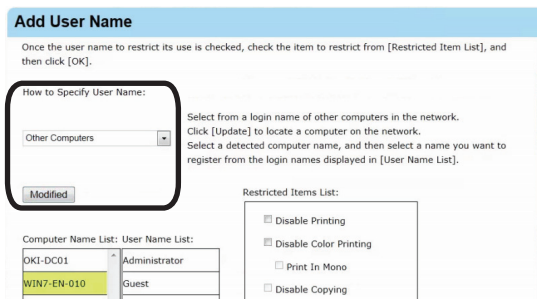 Add User Name
Once the user name to restrict its use is checked, check the item to restrict from [Restricted Item List], and
then click [OK].
How to Specify User Name:
Other Computers
Select from a login name of other computers in the network.
Click [Update] to locate a computer on the network.
Select a detected computer name, and then select a name you want to
register from the login names displayed in [User Name List].
Modified
Restricted Items List:
Disable Printing
Disable Color Printing
Print In Mono
Disable Copying
Computer Name List: User Name List:
OKI-DC01 Administrator
WIN7-EN-010 Guest